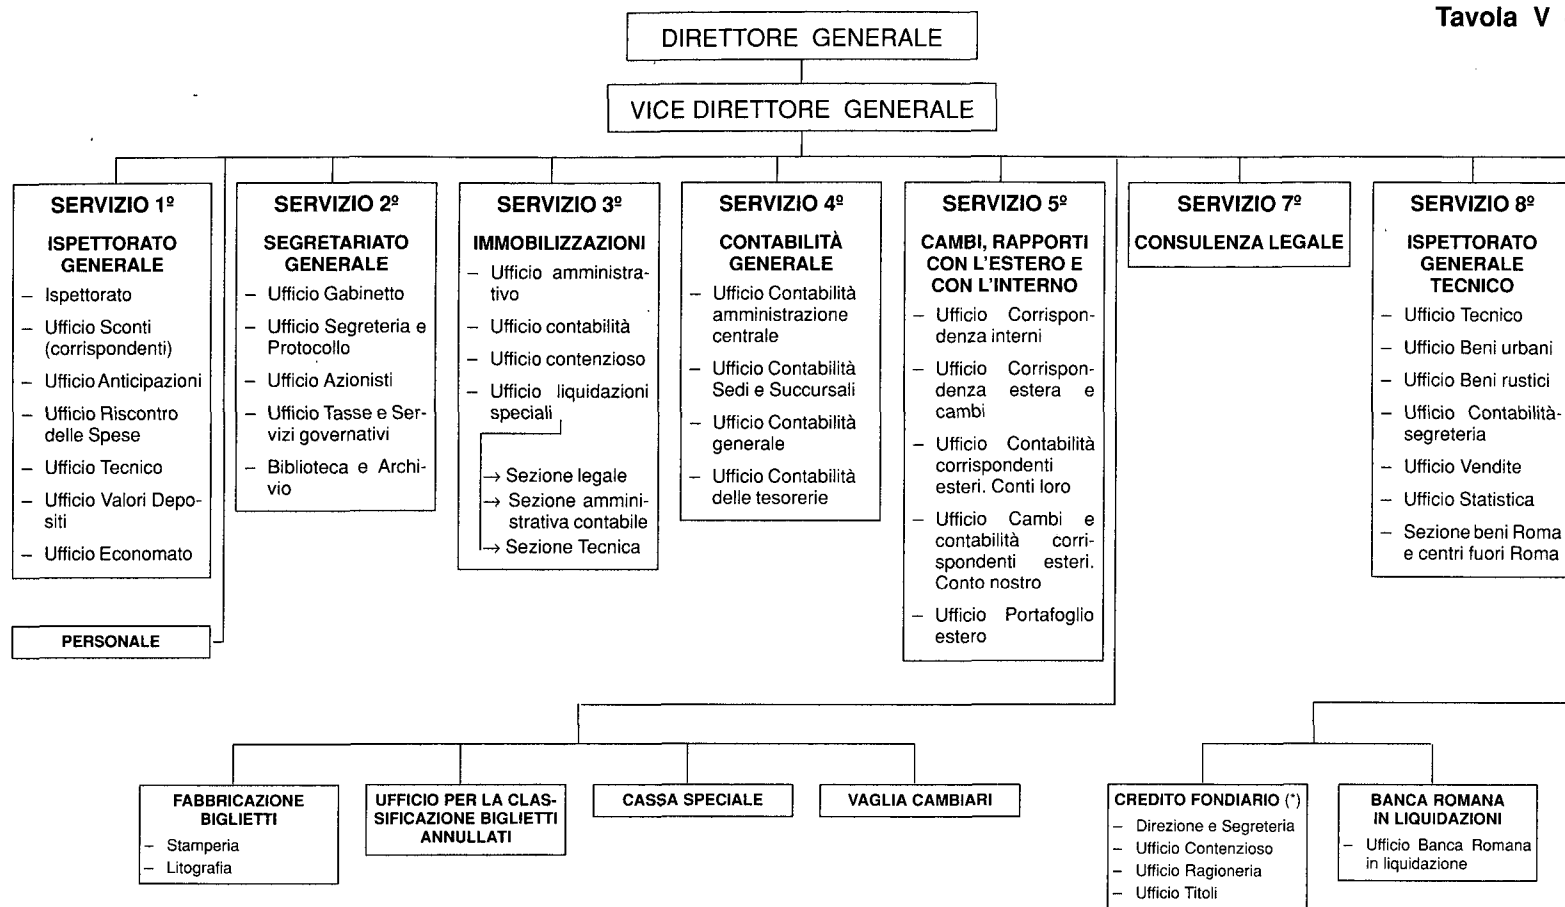 Tavola V
DIRETTORE GENERALE
VICE DIRETTORE GENERALE
SERVIZIO 1º
ISPETTORATO
GENERALE
– Ispettorato
– Ufficio Sconti
(corrispondenti)
– Ufficio Anticipazioni
– Ufficio Riscontro
delle Spese
– Ufficio Tecnico
– Ufficio Valori Depo-
siti
– Ufficio Economato
PERSONALE
SERVIZIO 2º
SEGRETARIATO
GENERALE
– Ufficio Gabinetto
– Ufficio Segreteria e
Protocollo
– Ufficio Azionisti
– Ufficio Tasse e Ser-
vizi governativi
– Biblioteca e Archi-
vio
SERVIZIO 3º
IMMOBILIZZAZIONI
– Ufficio amministra-
tivo
– Ufficio contabilità
– Ufficio contenzioso
– Ufficio liquidazioni
speciali
→ Sezione legale
→ Sezione ammini-
strativa contabile
→ Sezione Tecnica
SERVIZIO 4º
CONTABILITÀ
GENERALE
– Ufficio Contabilità
amministrazione
centrale
– Ufficio Contabilità
Sedi e Succursali
– Ufficio Contabilità
generale
– Ufficio Contabilità
delle tesorerie
SERVIZIO 5º
CAMBI, RAPPORTI
CON L'ESTERO E
CON L'INTERNO
– Ufficio Corrispon-
denza interni
– Ufficio Corrispon-
denza estera e
cambi
– Ufficio Contabilità
corrispondenti
esteri. Conti loro
– Ufficio Cambi e
contabilità corri-
spondenti esteri.
Conto nostro
– Ufficio Portafoglio
estero
SERVIZIO 7º
CONSULENZA LEGALE
SERVIZIO 8º
ISPETTORATO
GENERALE
TECNICO
– Ufficio Tecnico
– Ufficio Beni urbani
– Ufficio Beni rustici
– Ufficio Contabilità-
segreteria
– Ufficio Vendite
– Ufficio Statistica
– Sezione beni Roma
e centri fuori Roma
FABBRICAZIONE
BIGLIETTI
– Stamperia
– Litografia
UFFICIO PER LA CLAS-
SIFICAZIONE BIGLIETTI
ANNULLATI
CASSA SPECIALE
VAGLIA CAMBIARI
CREDITO FONDIARIO (*)
– Direzione e Segreteria
– Ufficio Contenzioso
– Ufficio Ragioneria
– Ufficio Titoli
BANCA ROMANA
IN LIQUIDAZIONI
– Ufficio Banca Romana
in liquidazione